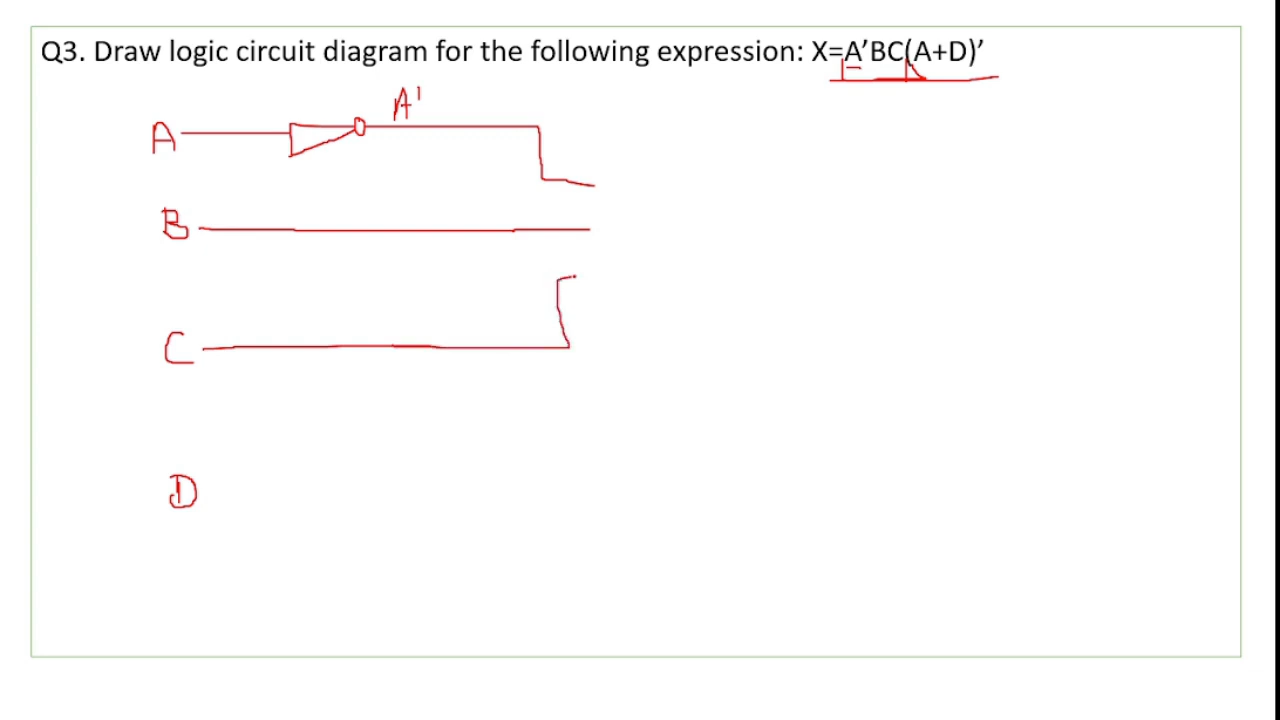 Q3. Draw logic circuit diagram for the following expression: X=A’BC(A+D)’
A'
A
B
C
D